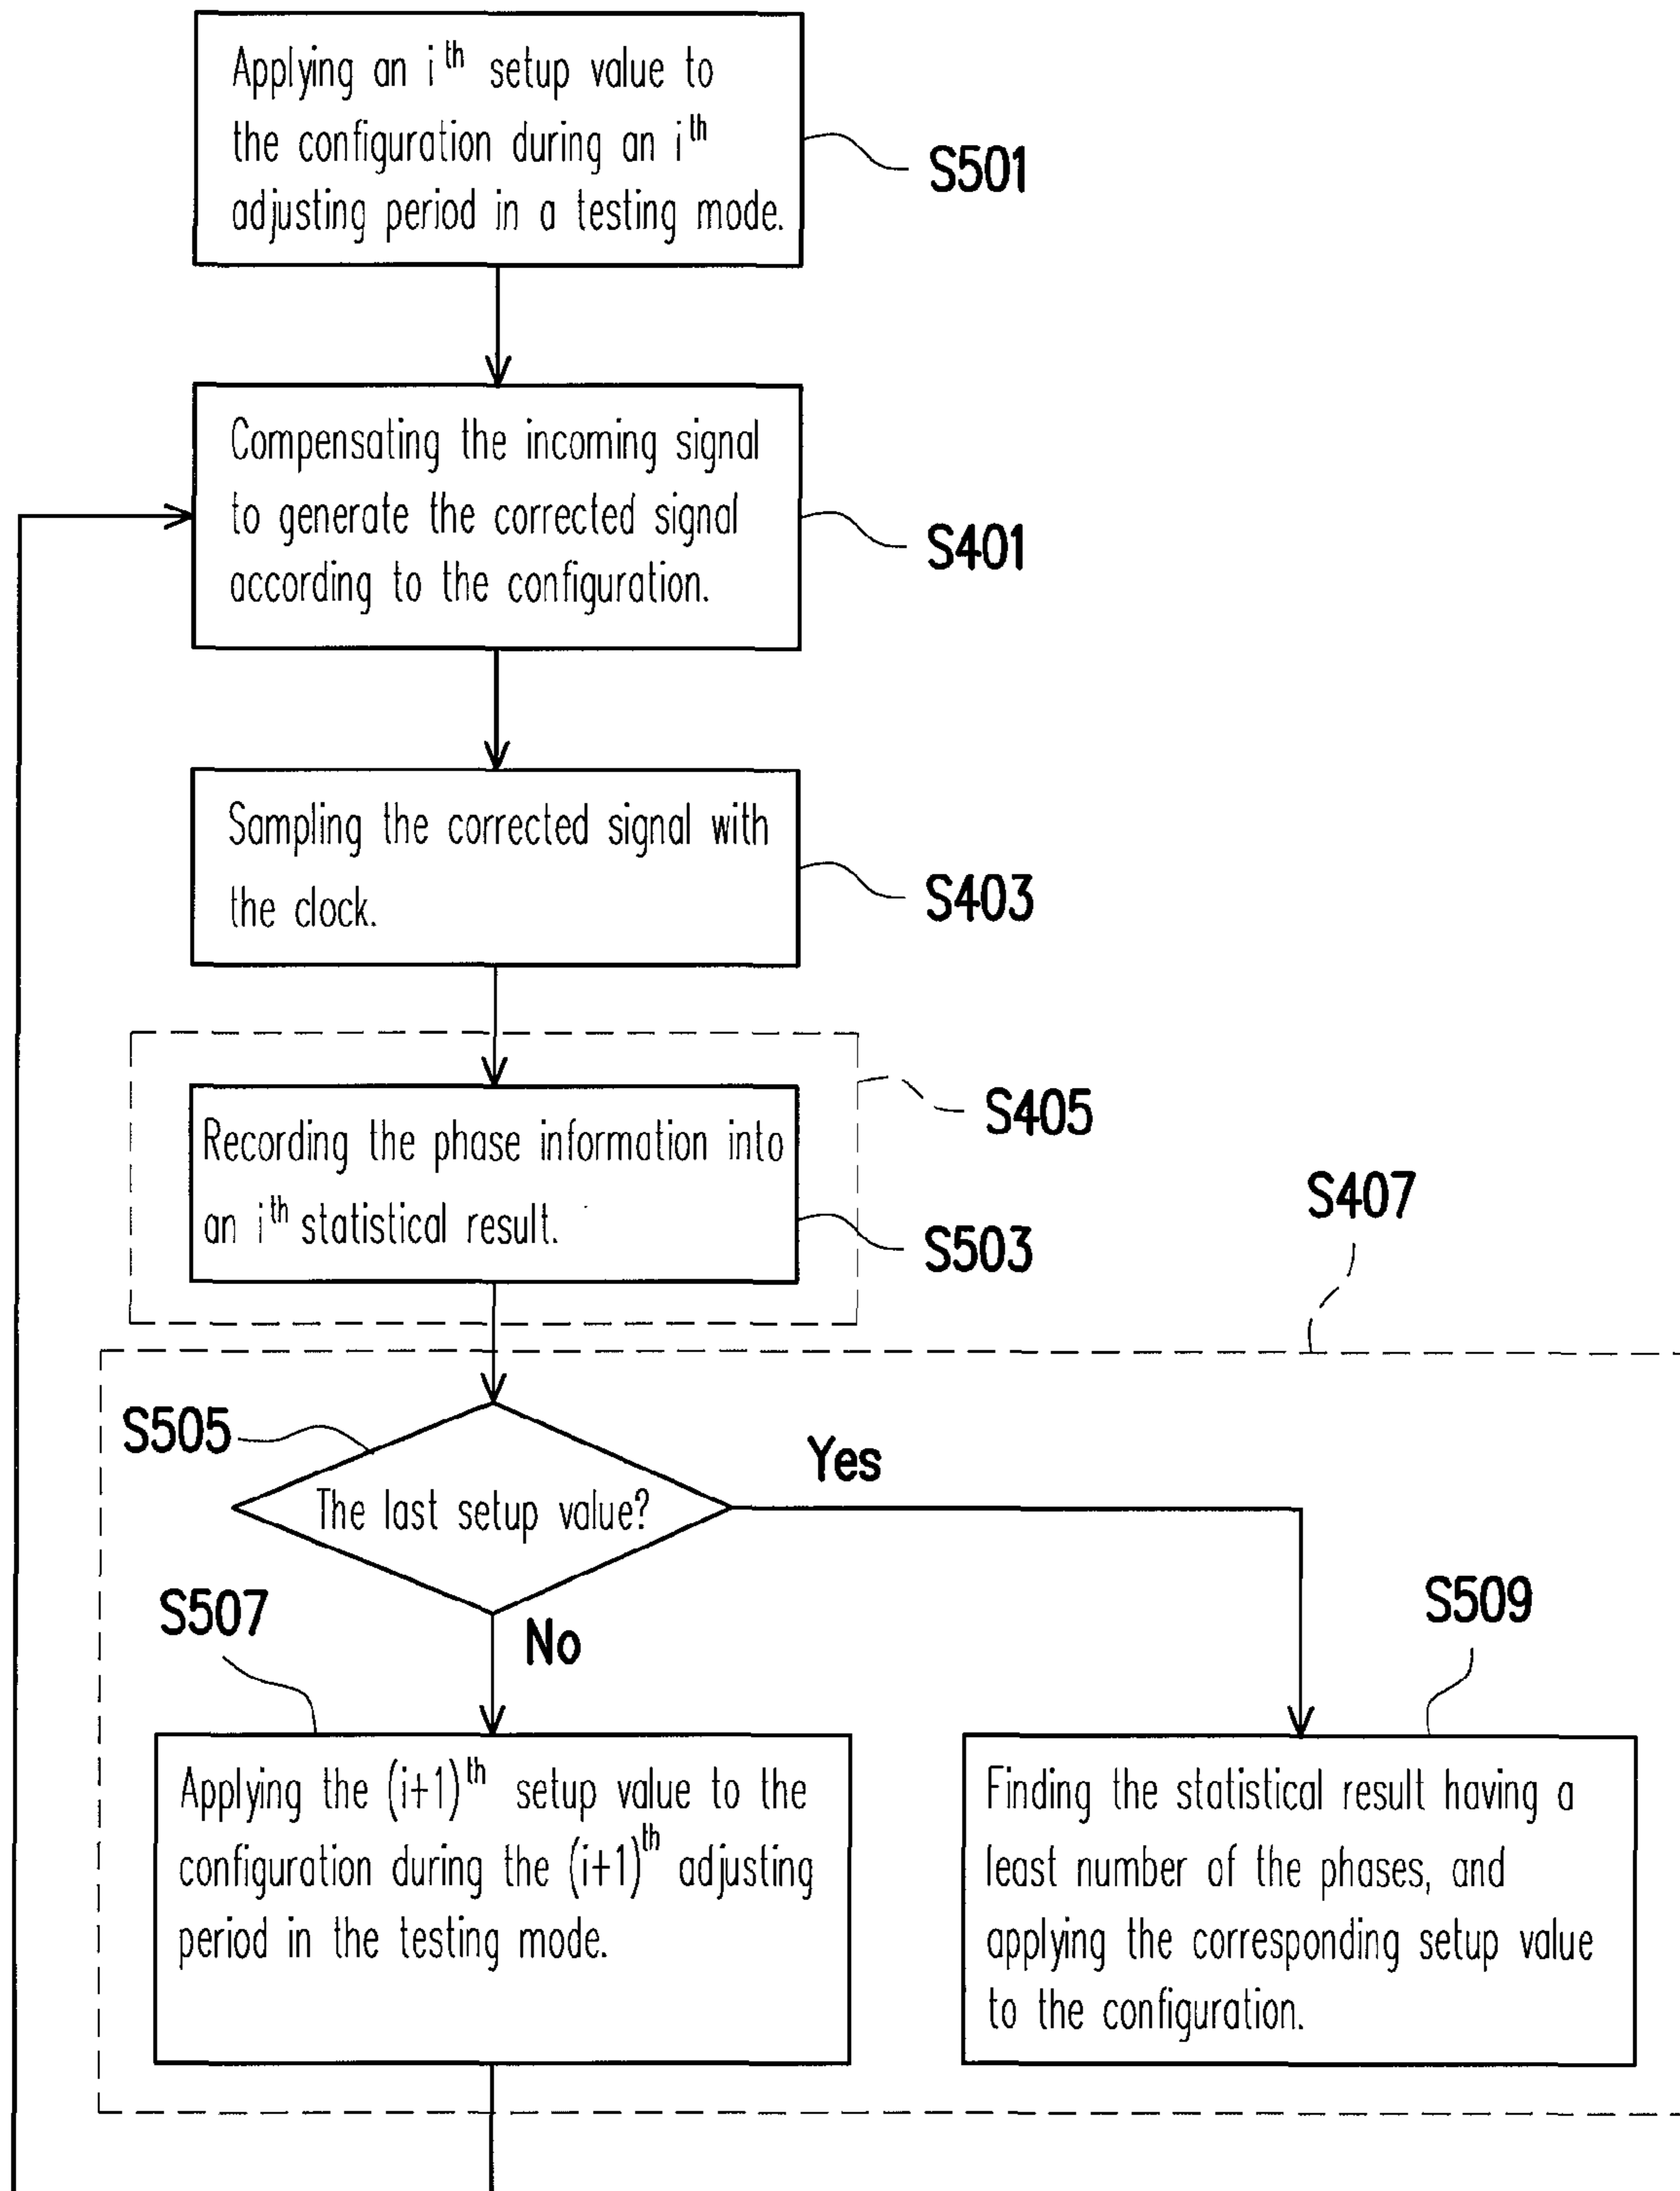 Applying an i th setup value to
the configuration during an i th
adjusting period in a testing mode.
S501
Compensating the incoming signal
to generate the corrected signal
according to the configuration.
S401
Sampling the corrected signal with
the clock.
S403
Recording the phase information into
an i th statistical result.
S405
S503
S407
S505
The last setup value?
Yes
No
S507
Applying the (i+1) th setup value to the
configuration during the (i+1) th adjusting
period in the testing mode.
S509
Finding the statistical result having a
least number of the phases, and
applying the corresponding setup value
to the configuration.